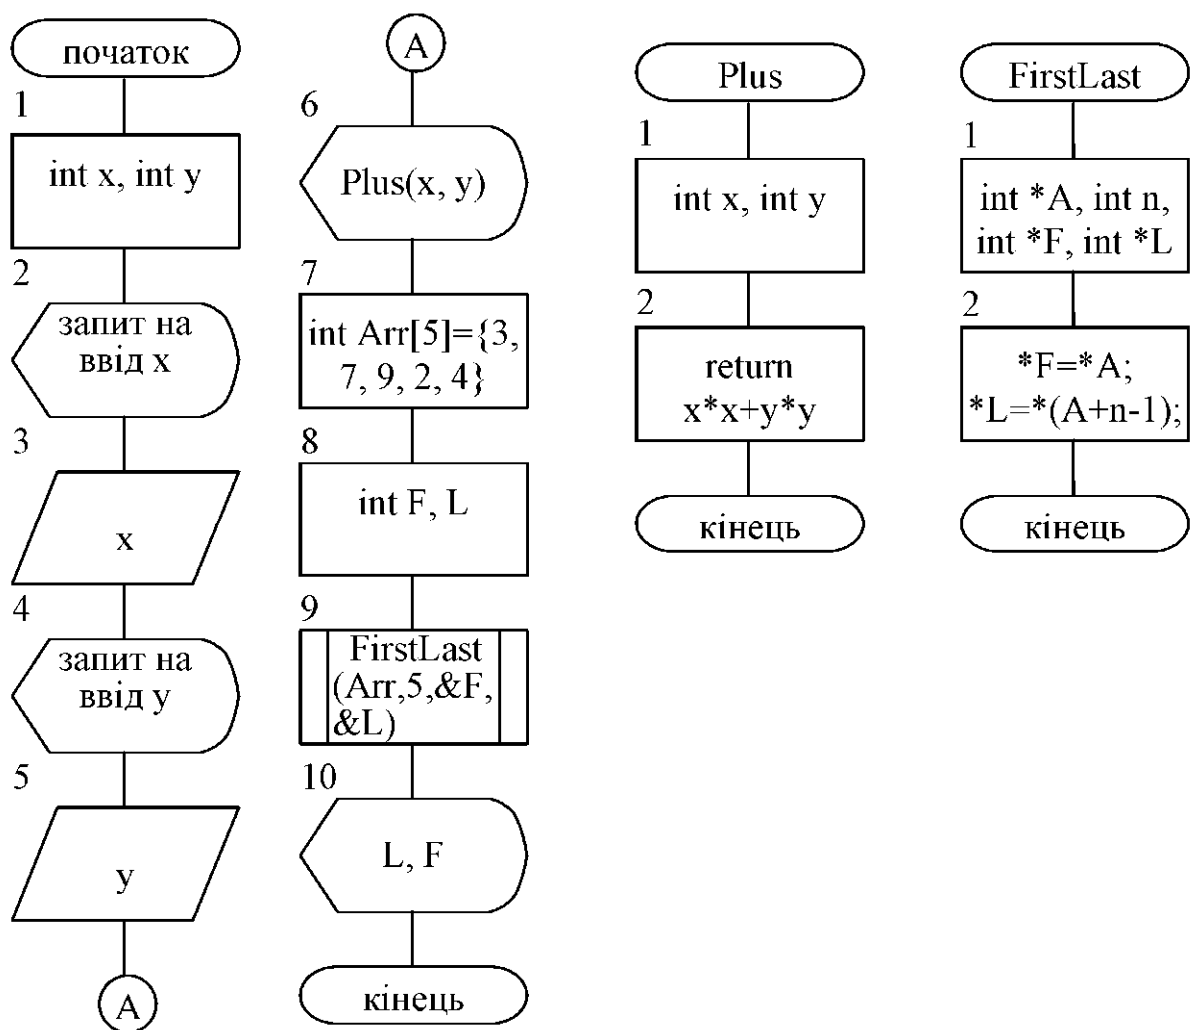 початок
1
int x, int y
2
запит на
ввід x
3
x
4
запит на
ввід y
5
y
A
A
6
Plus(x, y)
7
int Arr[5]={3,
7, 9, 2, 4}
8
int F, L
9
FirstLast
(Arr,5,&F,
&L)
10
L, F
кінець
Plus
1
int x, int y
2
return
x*x+y*y
кінець
FirstLast
1
int *A, int n,
int *F, int *L
2
*F=*A;
*L=*(A+n-1);
кінець